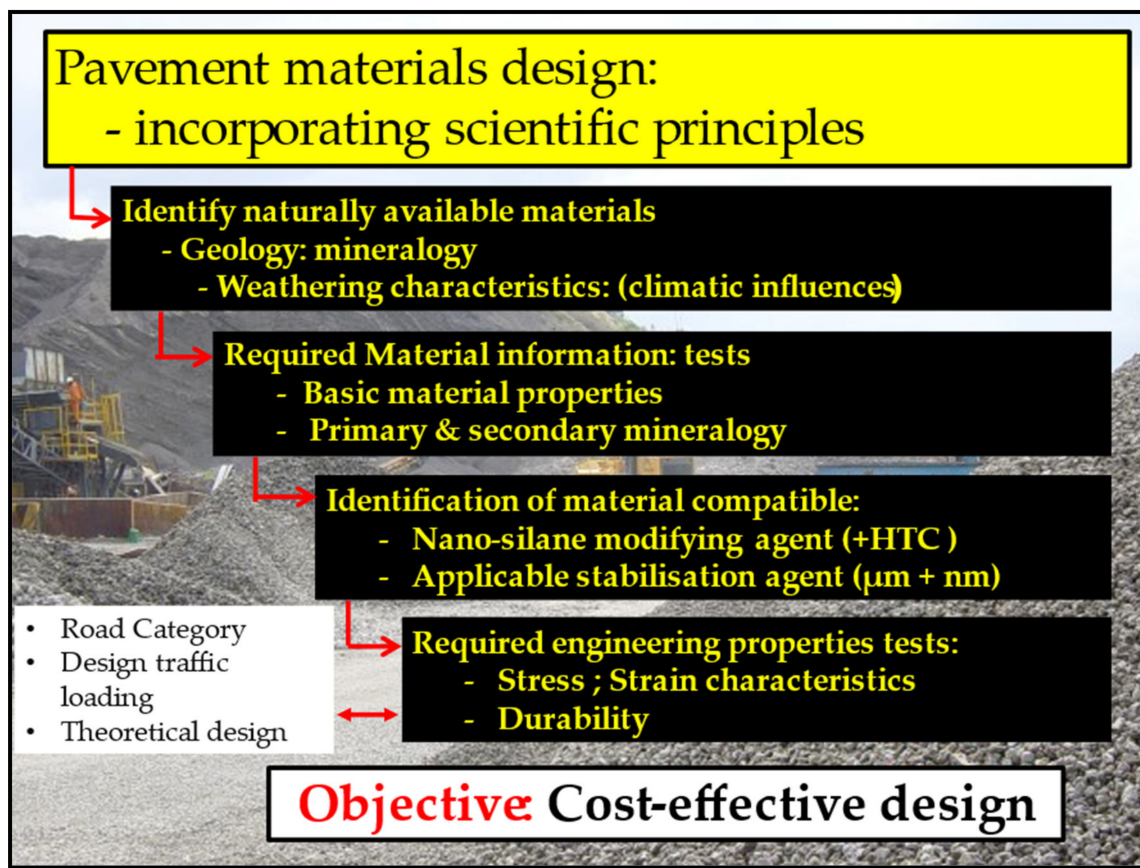 Pavement materials design:
- incorporating scientific principles
Identify naturally available materials
- Geology: mineralogy
- Weathering characteristics: (climatic influences)
Required Material information: tests
- Basic material properties
- Primary & secondary mineralogy
Identification of material compatible:
- Nano-silane modifying agent (+HTC )
- Applicable stabilisation agent (µm + nm)
• Road Category
• Design traffic
loading
• Theoretical design
Required engineering properties tests:
- Stress ; Strain characteristics
- Durability
Objective: Cost-effective design